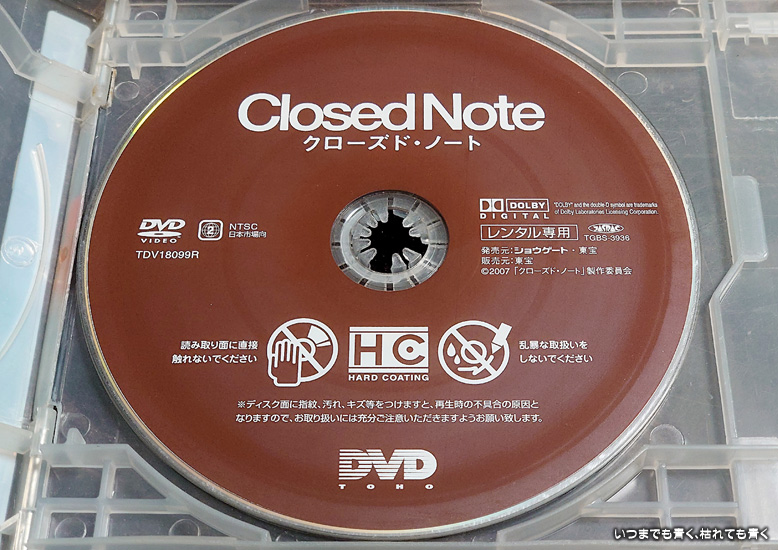 Closed Note
クローズド・ノート
DVD
VIDEO
TDV18099R
2
NTSC
日本市場向
DOLBY
DIGITAL
"DOLBY" and the double-D symbol are trademarks
of Dolby Laboratories Licensing Corporation.
レンタル専用
JASRAC
TGBS-3936
発売元:ショウゲート・東宝
販売元:東宝
©2007「クローズド・ノート」製作委員会
読み取り面に直接
触れないでください
HC
HARD COATING
乱暴な取扱いを
しないでください
※ディスク面に指紋、汚れ、キズ等をつけますと、再生時の不具合の原因と
なりますので、お取り扱いには充分ご注意いただきますようお願い致します。
DVD
TOHO
いつまでも青く、枯れても青く